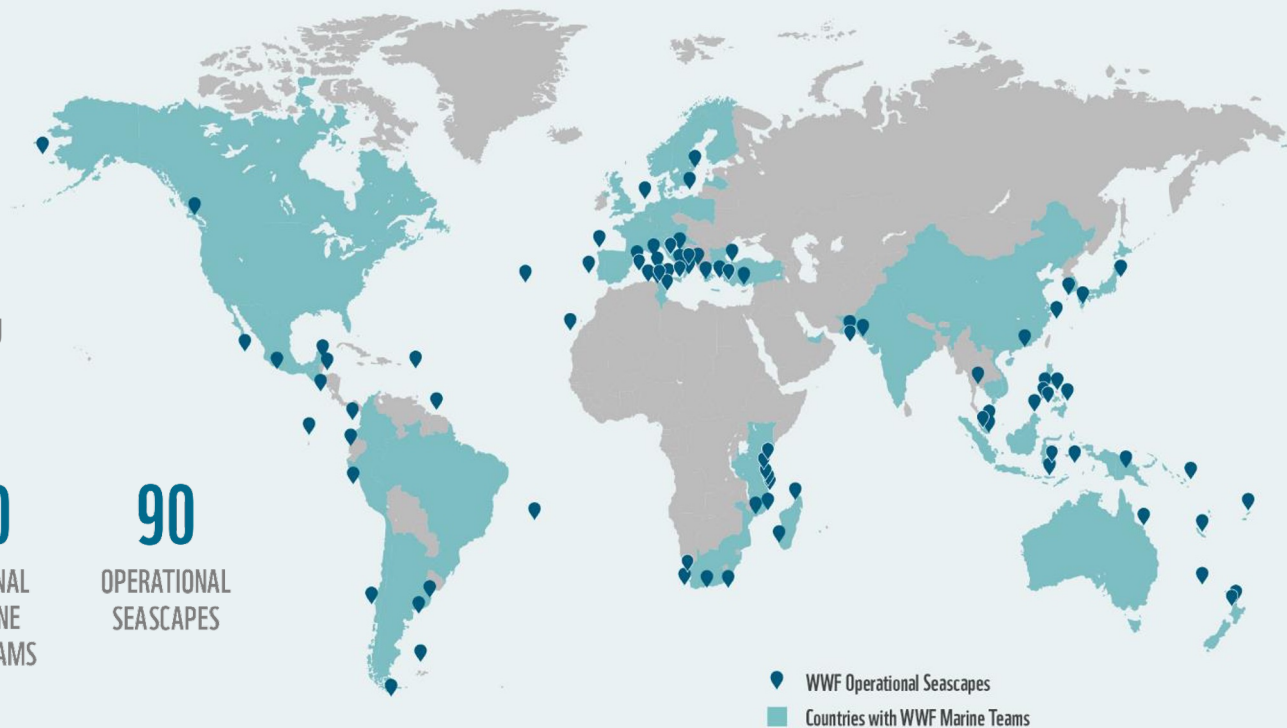 90
OPERATIONAL
SEASCAPES
WWF Operational Seascapes
Countries with WWF Marine Teams